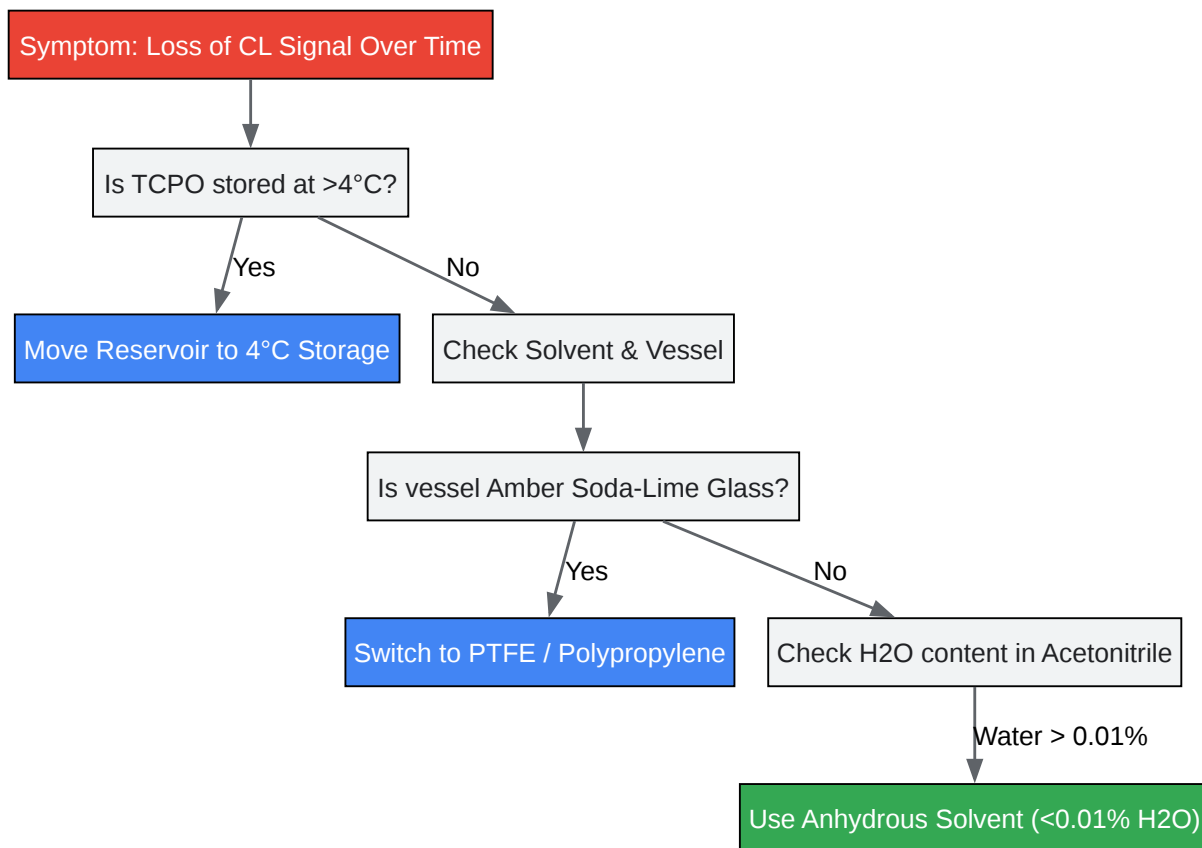 Symptom: Loss of CL Signal Over Time
Is TCPO stored at >4°C?
Yes
No
Move Reservoir to 4°C Storage
Check Solvent & Vessel
Is vessel Amber Soda-Lime Glass?
Yes
No
Switch to PTFE / Polypropylene
Check H2O content in Acetonitrile
Water > 0.01%
Use Anhydrous Solvent (<0.01% H2O)